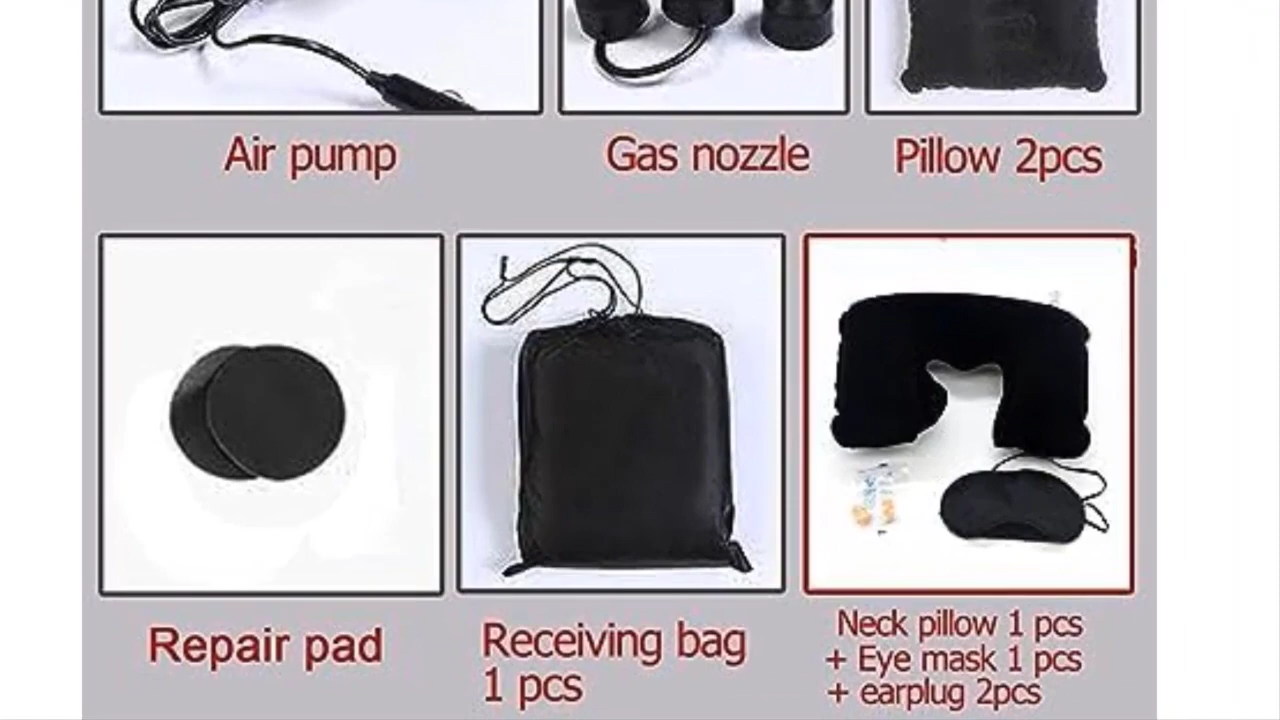 Air pump
Gas nozzle
Pillow 2pcs
Repair pad
Receiving bag
1 pcs
Neck pillow 1 pcs
+ Eye mask 1 pcs
+ earplug 2pcs